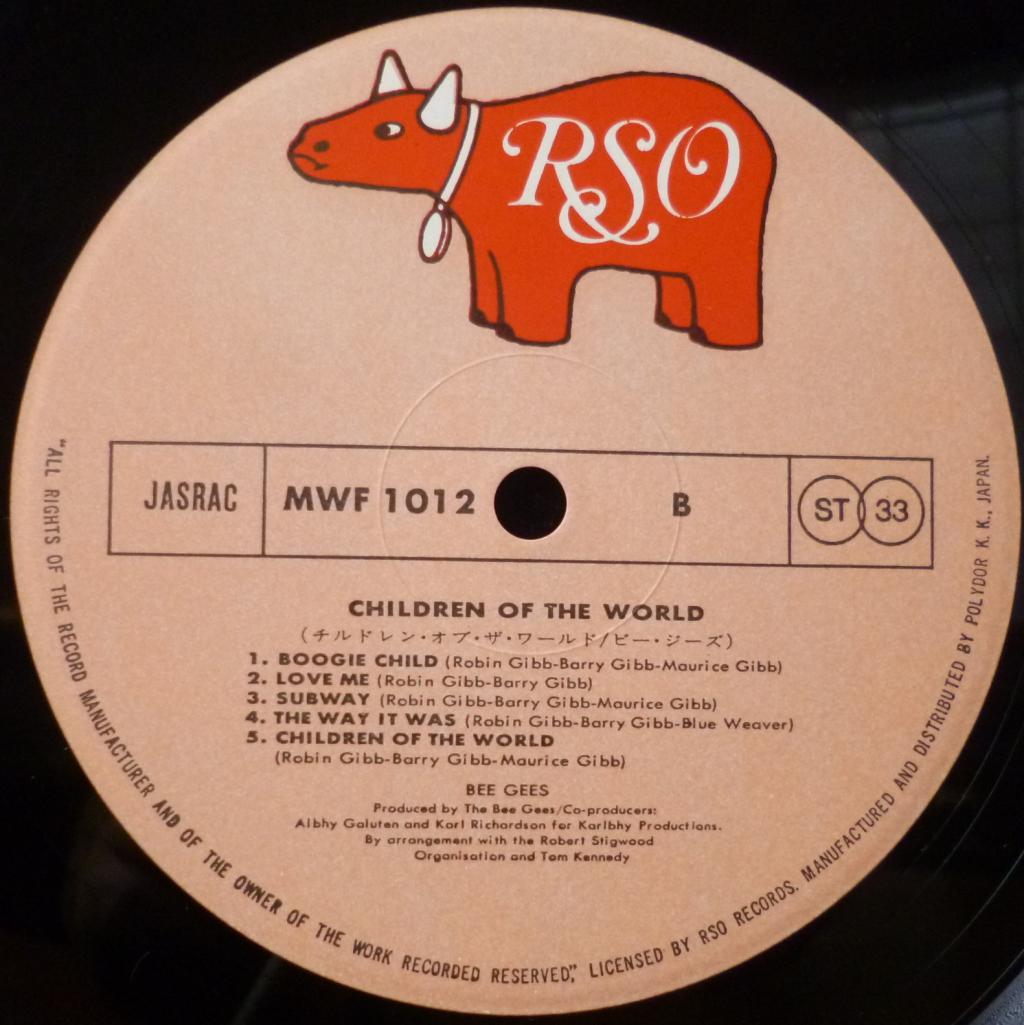 RSO
JASRAC MWF 1012 B ST 33
CHILDREN OF THE WORLD
(チルドレン・オブ・ザ・ワールド/ビー・ジーズ)
1. BOOGIE CHILD (Robin Gibb-Barry Gibb-Maurice Gibb)
2. LOVE ME (Robin Gibb-Barry Gibb)
3. SUBWAY (Robin Gibb-Barry Gibb-Maurice Gibb)
4. THE WAY IT WAS (Robin Gibb-Barry Gibb-Blue Weaver)
5. CHILDREN OF THE WORLD
(Robin Gibb-Barry Gibb-Maurice Gibb)
BEE GEES
Produced by The Bee Gees/Co-producers:
Albhy Galuten and Karl Richardson for Karlbhy Productions.
By arrangement with the Robert Stigwood
Organisation and Tom Kennedy
"ALL RIGHTS OF THE RECORD MANUFACTURER AND OF THE OWNER OF THE WORK RECORDED RESERVED," LICENSED BY RSO RECORDS. MANUFACTURED AND DISTRIBUTED BY POLYDOR K. K., JAPAN.